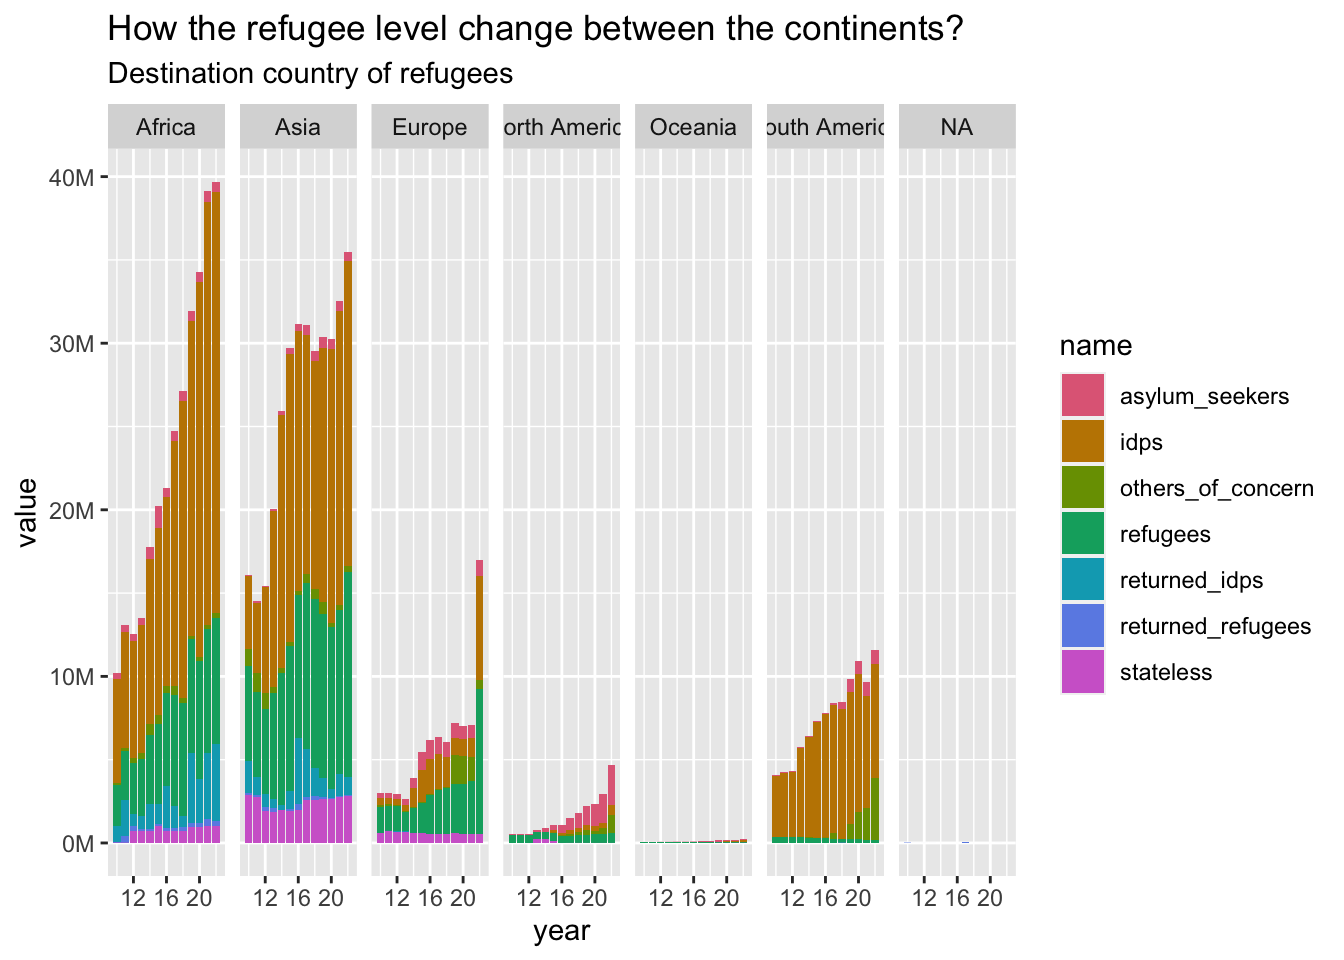 How the refugee level change between the continents?
Destination country of refugees
Africa Asia Europe orth Americ Oceania outh Americ NA
40M
30M
20M
10M
0M
value
12 16 20 12 16 20 12 16 20 12 16 20 12 16 20 12 16 20 12 16 20
year
name
asylum_seekers
idps
others_of_concern
refugees
returned_idps
returned_refugees
stateless